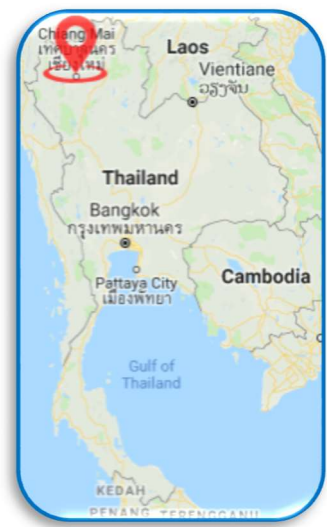 Chiang Mai
เทศบาลนคร
เชียงใหม่
Laos
Vientiane
ວຽງຈັນ
Thailand
Bangkok
กรุงเทพมหานคร
Pattaya City
เมืองพัทยา
Cambodia
Gulf of
Thailand
KEDAH
PENANG
TERENGGANU